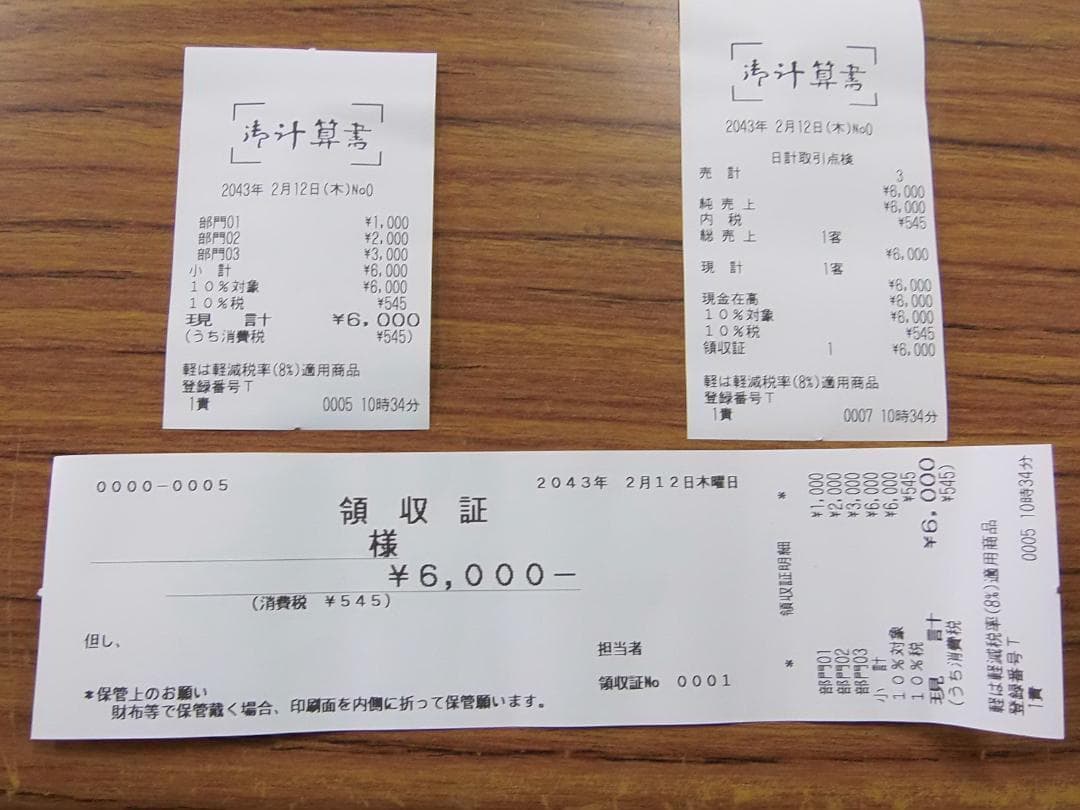 御計算書
2043年 2月12日(木)No0
部門01 ¥1,000
部門02 ¥2,000
部門03 ¥3,000
小 計 ¥6,000
10%対象 ¥6,000
10%税 ¥545
現 計 ¥6,000
(うち消費税 ¥545)
軽は軽減税率(8%)適用商品
登録番号T
1責 0005 10時34分
御計算書
2043年 2月12日(木)No0
日計取引点検
売 計 3
¥6,000
純 売 上 ¥6,000
内 税 ¥545
総 売 上 1客
¥6,000
現 計 1客
¥6,000
現金在高 ¥6,000
10%対象 ¥6,000
10%税 ¥545
領収証 1 ¥6,000
軽は軽減税率(8%)適用商品
登録番号T
1責 0007 10時34分
0000-0005
2043年 2月12日木曜日
領 収 証
様
¥6,000-
(消費税 ¥545)
但し、
担当者
領収証No 0001
*保管上のお願い
財布等で保管戴く場合、印刷面を内側に折って保管願います。
* 領収証明細 *
部門01 ¥1,000
部門02 ¥2,000
部門03 ¥3,000
小 計 ¥6,000
10%対象 ¥6,000
10%税 ¥545
現 計 ¥6,000
(うち消費税 ¥545)
軽は軽減税率(8%)適用商品
登録番号T
1責 0005 10時34分